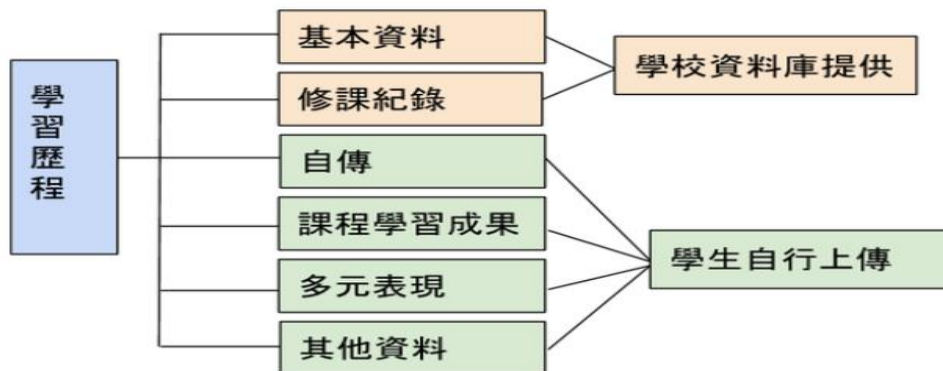 學習歷程
基本資料
修課紀錄
自傳
課程學習成果
多元表現
其他資料
學校資料庫提供
學生自行上傳